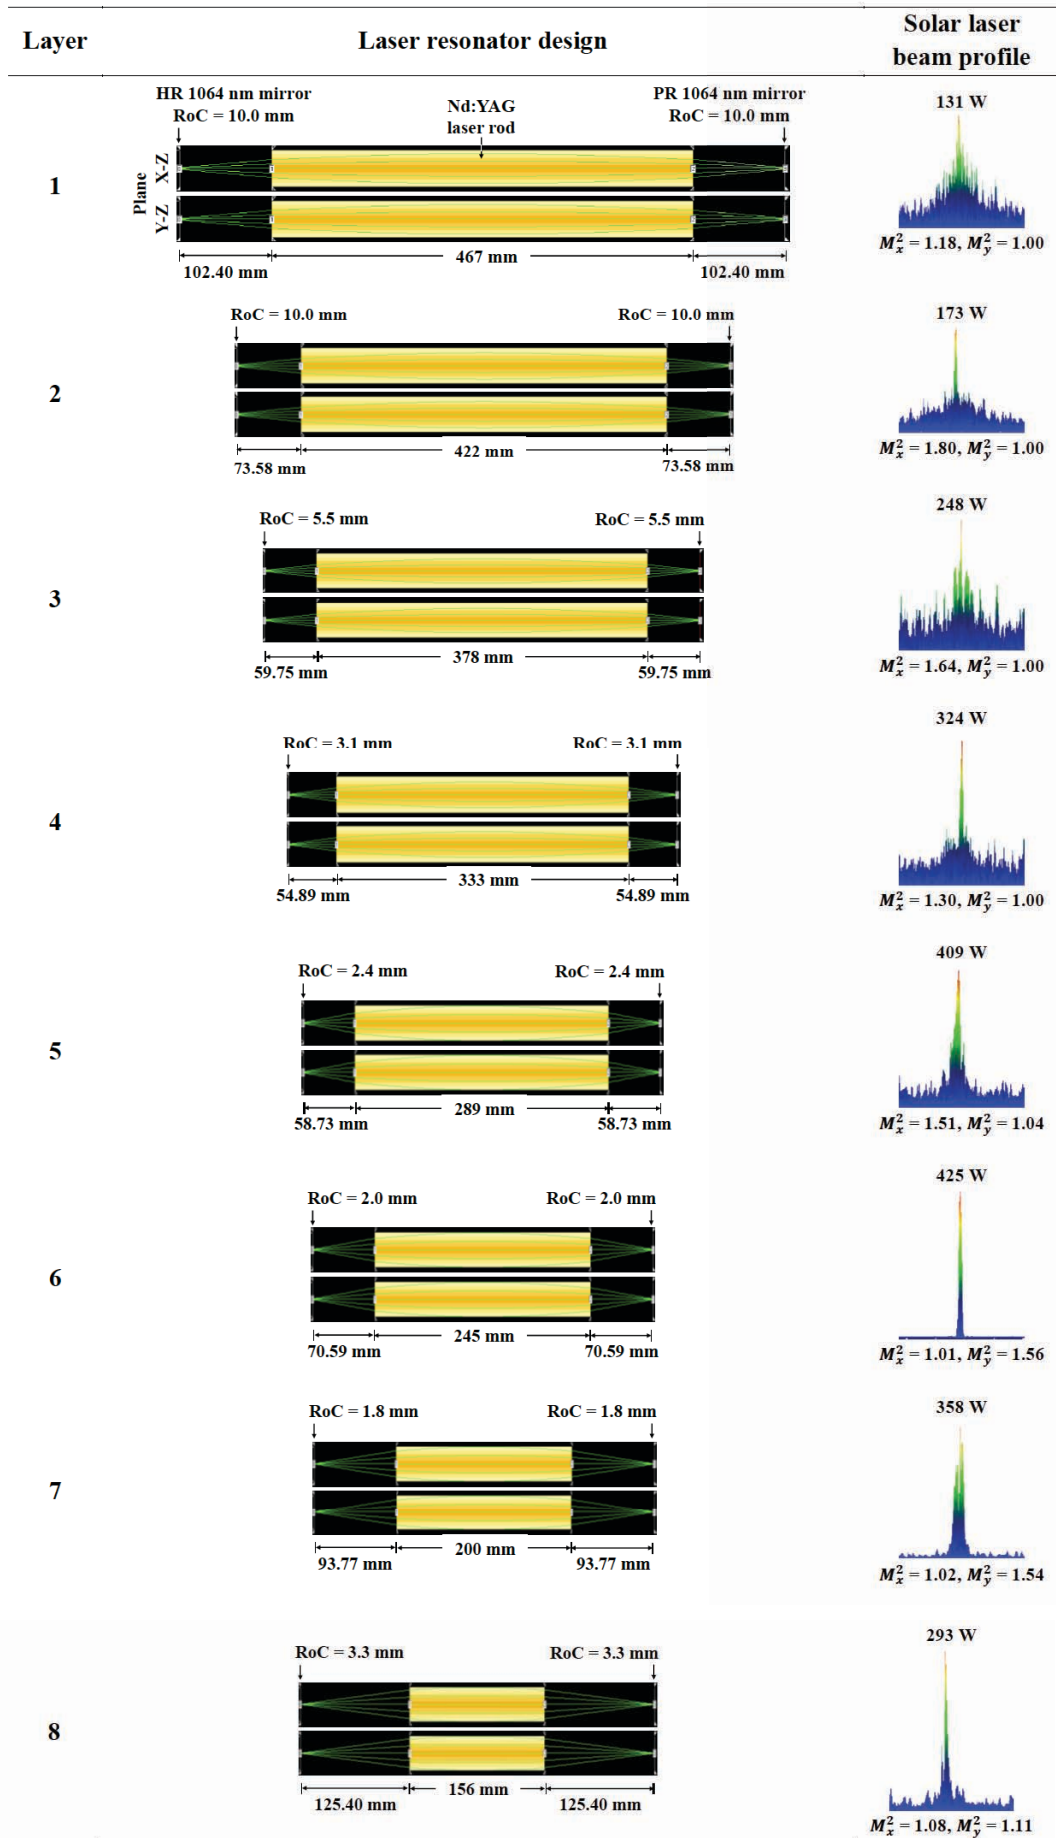 Layer
Laser resonator design
Solar laser
beam profile
HR 1064 nm mirror
RoC = 10.0 mm
Nd:YAG
laser rod
PR 1064 nm mirror
RoC = 10.0 mm
131 W
1
Plane
X-Z
Y-Z
467 mm
102.40 mm
102.40 mm
M²x = 1.18, M²y = 1.00
RoC = 10.0 mm
RoC = 10.0 mm
173 W
2
422 mm
73.58 mm
73.58 mm
M²x = 1.80, M²y = 1.00
RoC = 5.5 mm
RoC = 5.5 mm
248 W
3
378 mm
59.75 mm
59.75 mm
M²x = 1.64, M²y = 1.00
RoC = 3.1 mm
RoC = 3.1 mm
324 W
4
333 mm
54.89 mm
54.89 mm
M²x = 1.30, M²y = 1.00
RoC = 2.4 mm
RoC = 2.4 mm
409 W
5
289 mm
58.73 mm
58.73 mm
M²x = 1.51, M²y = 1.04
RoC = 2.0 mm
RoC = 2.0 mm
425 W
6
245 mm
70.59 mm
70.59 mm
M²x = 1.01, M²y = 1.56
RoC = 1.8 mm
RoC = 1.8 mm
358 W
7
200 mm
93.77 mm
93.77 mm
M²x = 1.02, M²y = 1.54
RoC = 3.3 mm
RoC = 3.3 mm
293 W
8
156 mm
125.40 mm
125.40 mm
M²x = 1.08, M²y = 1.11